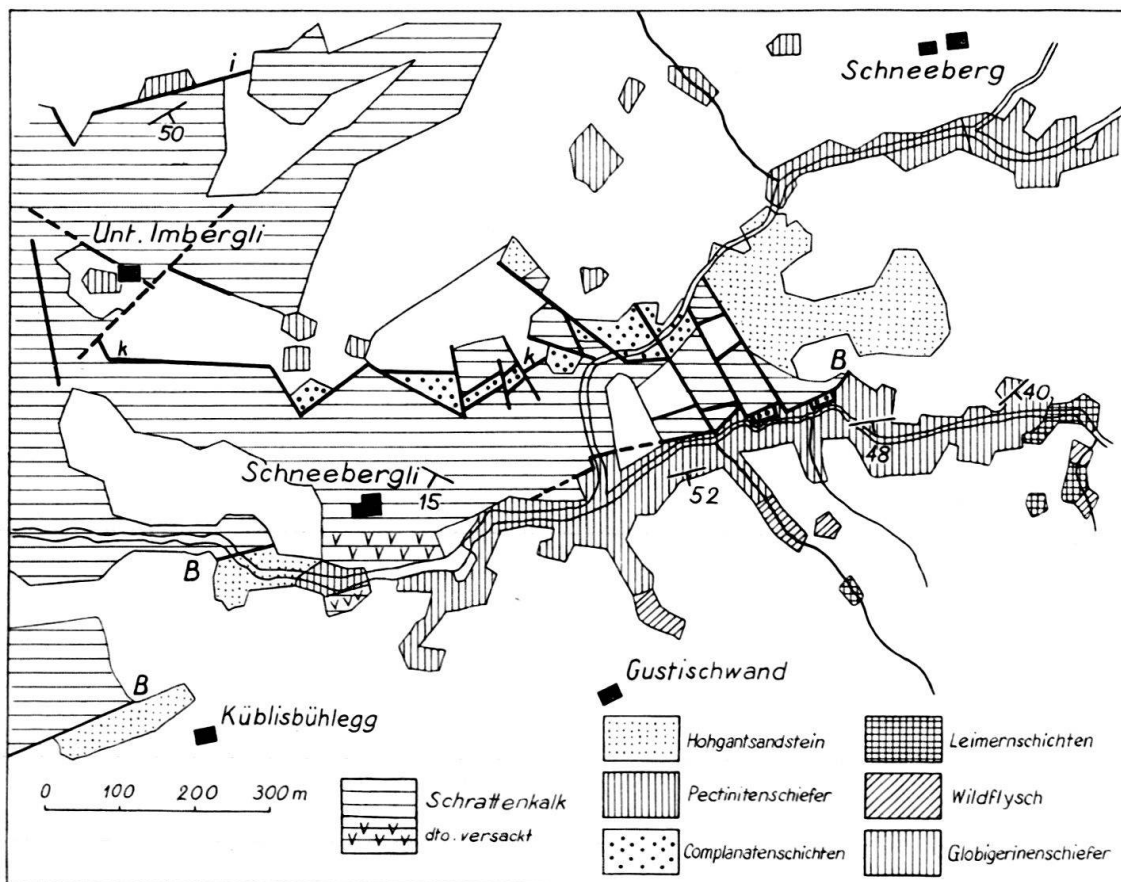 Schneeberg
i
50
Unt. Imbergli
k
k
B
40
48
Schneebergli
15
52
B
B
Gustischwand
Küblisbühlegg
0 100 200 300 m
Schrattenkalk
dto. versackt
Hohgantsandstein
Pectinitenschiefer
Complanatenschichten
Leimernschichten
Wildflysch
Globigerinenschiefer